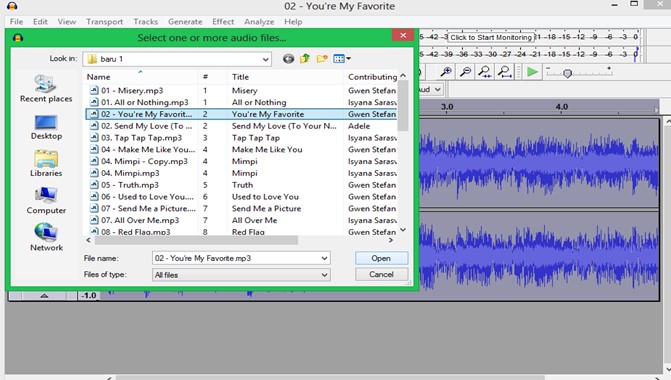 02 - You're My Favorite
File Edit View Transport Tracks Generate Effect Analyze Help
Select one or more audio files...
Click to Start Monitoring
Look in: baru 1
Name # Title Contributing
01 - Misery.mp3 1 Misery Gwen Stefan
01. All or Nothing.mp3 1 All or Nothing Isyana Sarasv
02 - You're My Favorit... 2 You're My Favorite Gwen Stefan
02. Send My Love (To ... 2 Send My Love (To Your N... Adele
03. Tap Tap Tap.mp3 3 Tap Tap Tap Isyana Sarasv
04 - Make Me Like You... 4 Make Me Like You Gwen Stefan
04. Mimpi - Copy.mp3 4 Mimpi Isyana Sarasv
04. Mimpi.mp3 4 Mimpi Isyana Sarasv
05 - Truth.mp3 5 Truth Gwen Stefan
06 - Used to Love You.... 6 Used to Love You Gwen Stefan
07 - Send Me a Picture.... 7 Send Me a Picture Gwen Stefan
07. All Over Me.mp3 7 All Over Me Isyana Sarasv
08 - Red Flag.mp3 8 Red Flag Gwen Stefan
Recent places
Desktop
Libraries
Computer
Network
File name: 02 - You're My Favorite.mp3 Open
Files of type: All files Cancel
3.0 4.0
-1.0